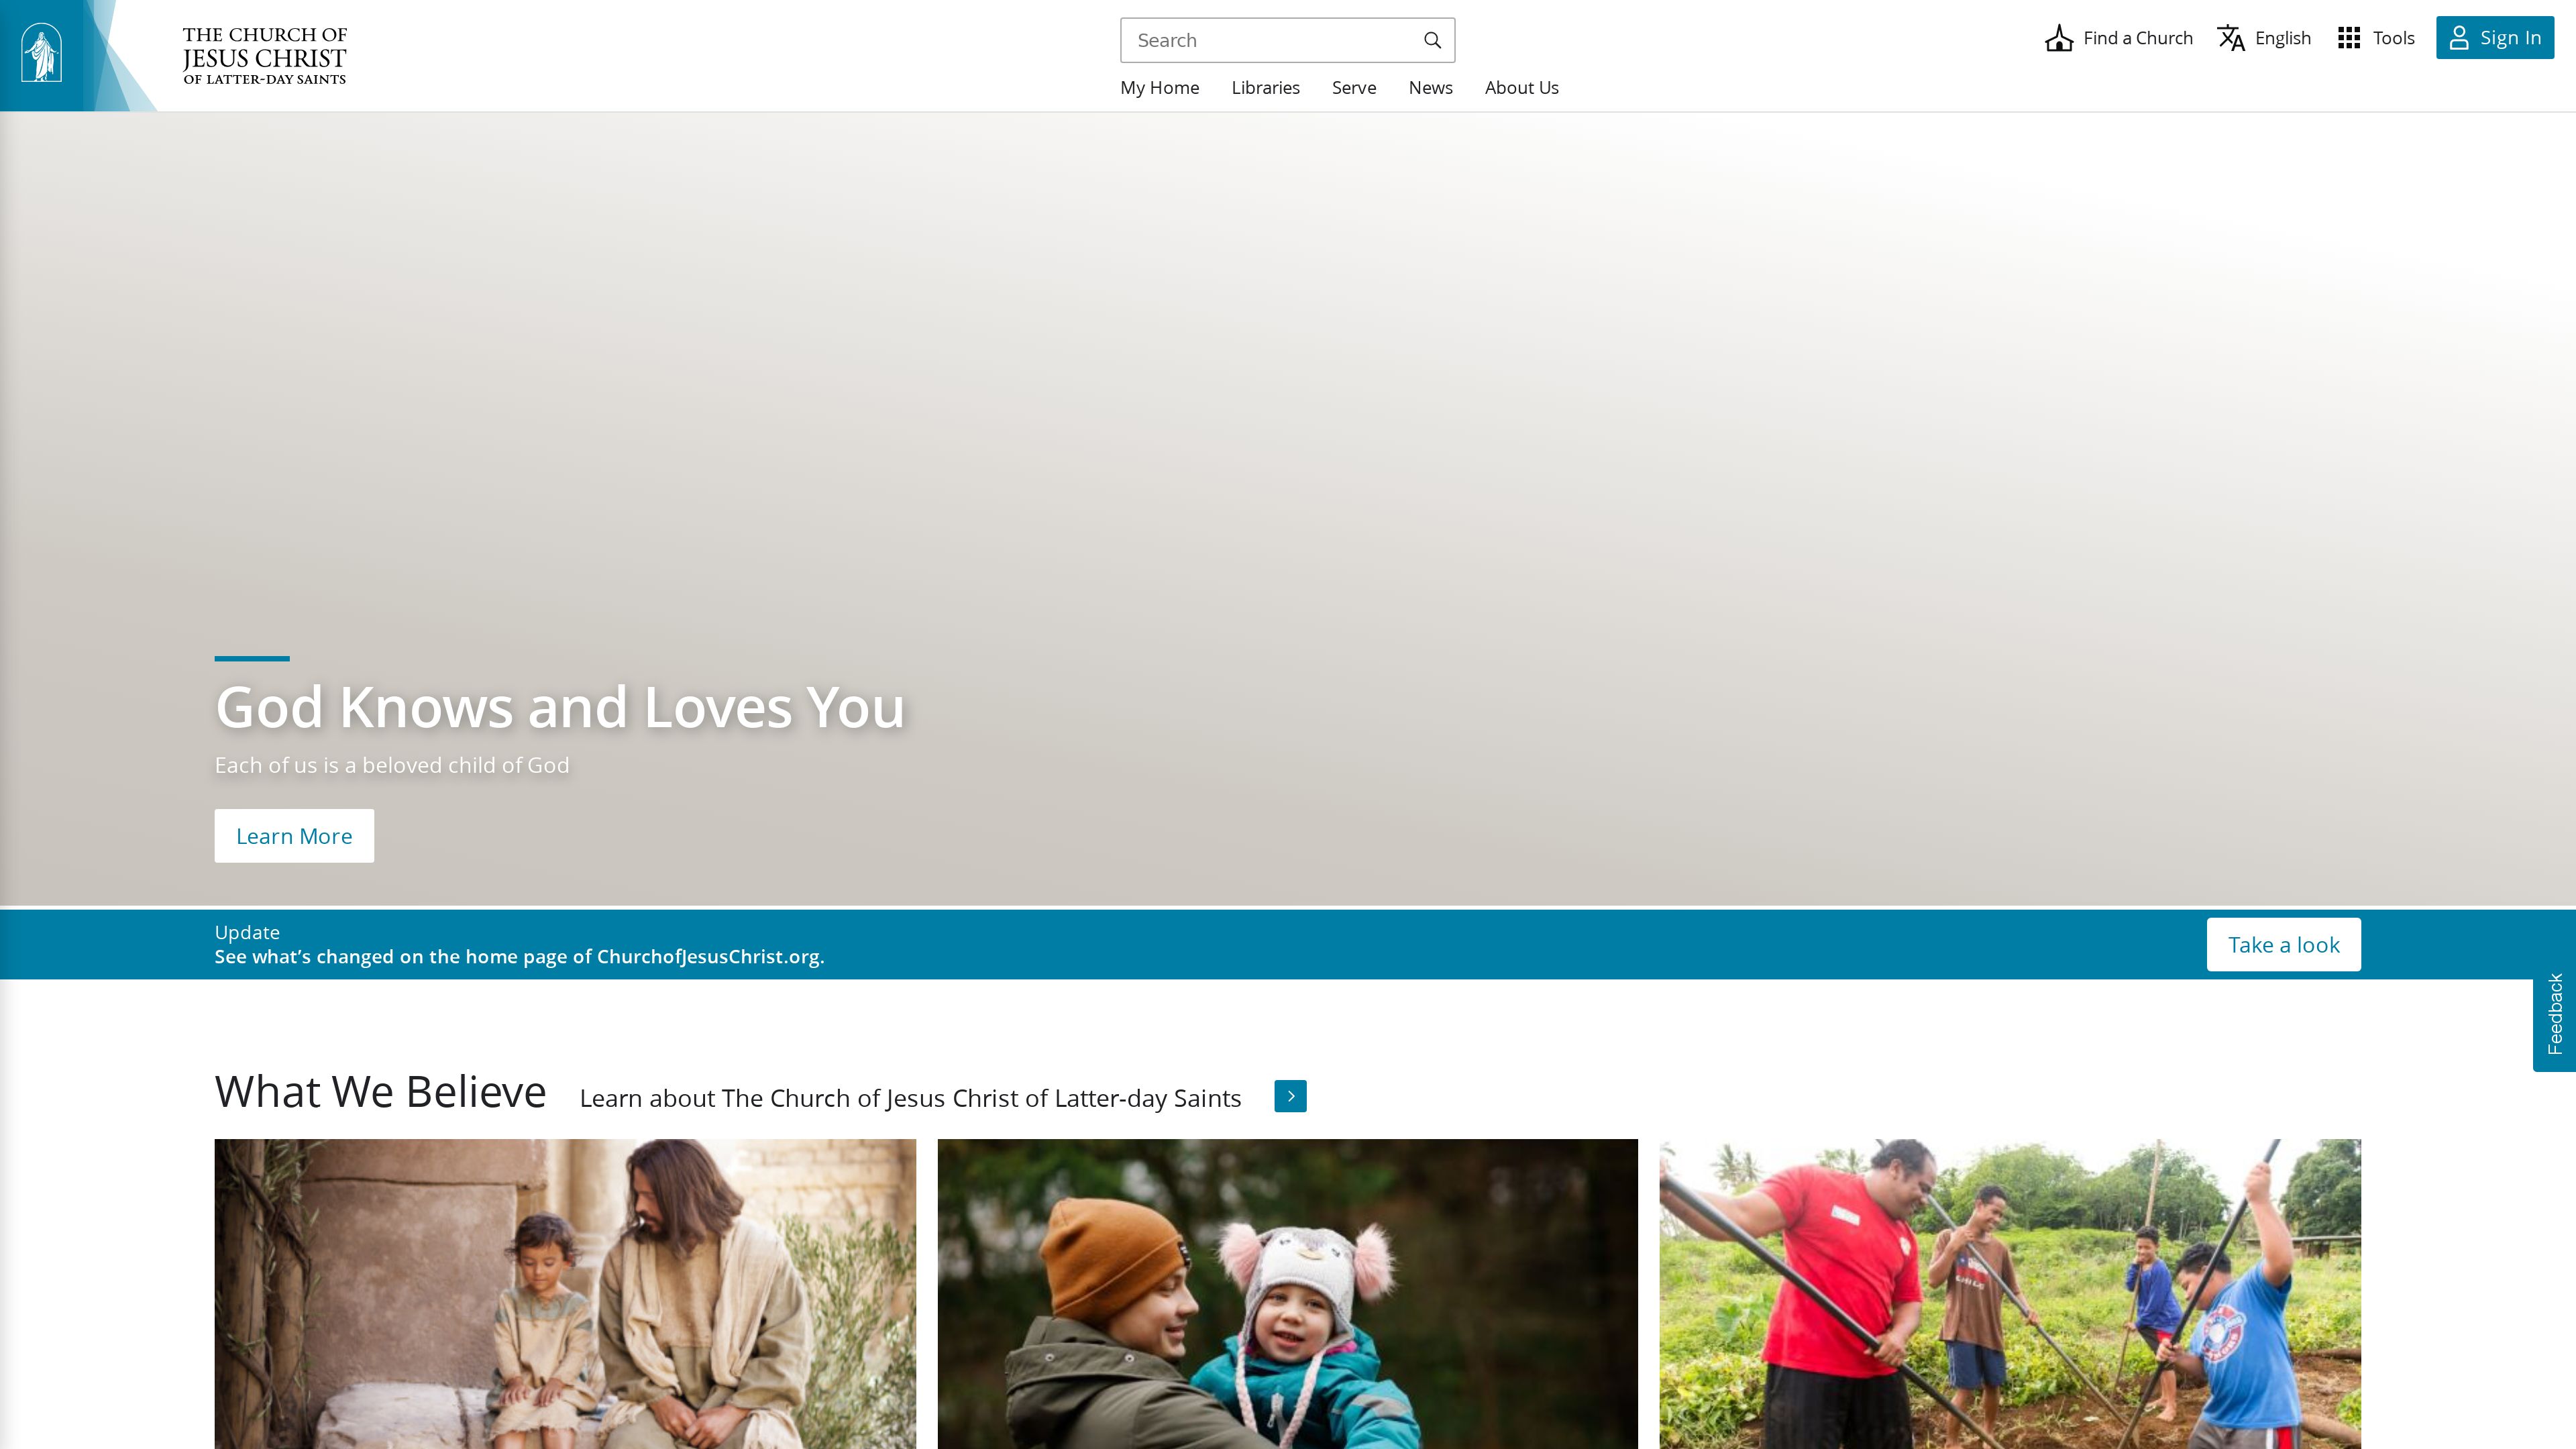 THE CHURCH OF
JESUS CHRIST
OF LATTER-DAY SAINTS
Search
Find a Church
English
Tools
Sign In
My Home
Libraries
Serve
News
About Us
God Knows and Loves You
Each of us is a beloved child of God
Learn More
Update
See what’s changed on the home page of ChurchofJesusChrist.org.
Take a look
Feedback
What We Believe
Learn about The Church of Jesus Christ of Latter-day Saints